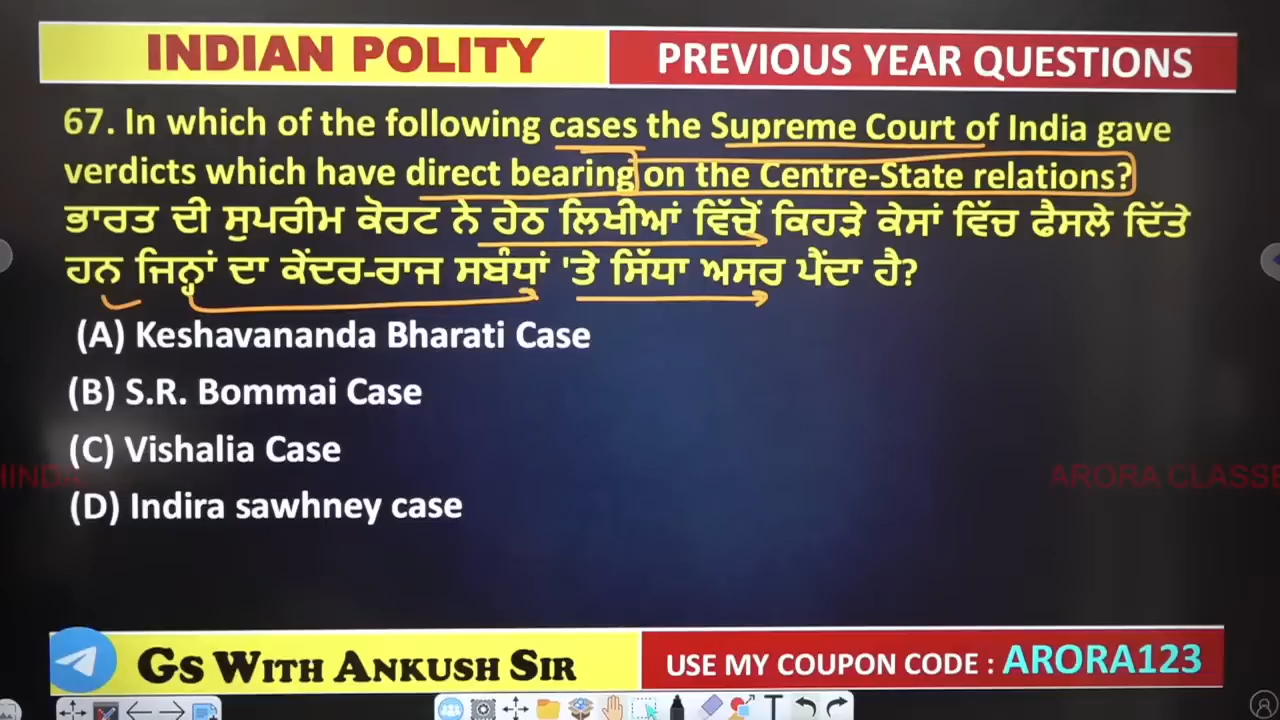 INDIAN POLITY
PREVIOUS YEAR QUESTIONS
67. In which of the following cases the Supreme Court of India gave
verdicts which have direct bearing on the Centre-State relations?
ਭਾਰਤ ਦੀ ਸੁਪਰੀਮ ਕੋਰਟ ਨੇ ਹੇਠ ਲਿਖੀਆਂ ਵਿੱਚੋਂ ਕਿਹੜੇ ਕੇਸਾਂ ਵਿੱਚ ਫੈਸਲੇ ਦਿੱਤੇ
ਹਨ ਜਿਨ੍ਹਾਂ ਦਾ ਕੇਂਦਰ-ਰਾਜ ਸਬੰਧਾਂ 'ਤੇ ਸਿੱਧਾ ਅਸਰ ਪੈਂਦਾ ਹੈ?
(A) Keshavananda Bharati Case
(B) S.R. Bommai Case
(C) Vishalia Case
HINDA
ARORA CLASSE
(D) Indira sawhney case
GS WITH ANKUSH SIR
USE MY COUPON CODE : ARORA123